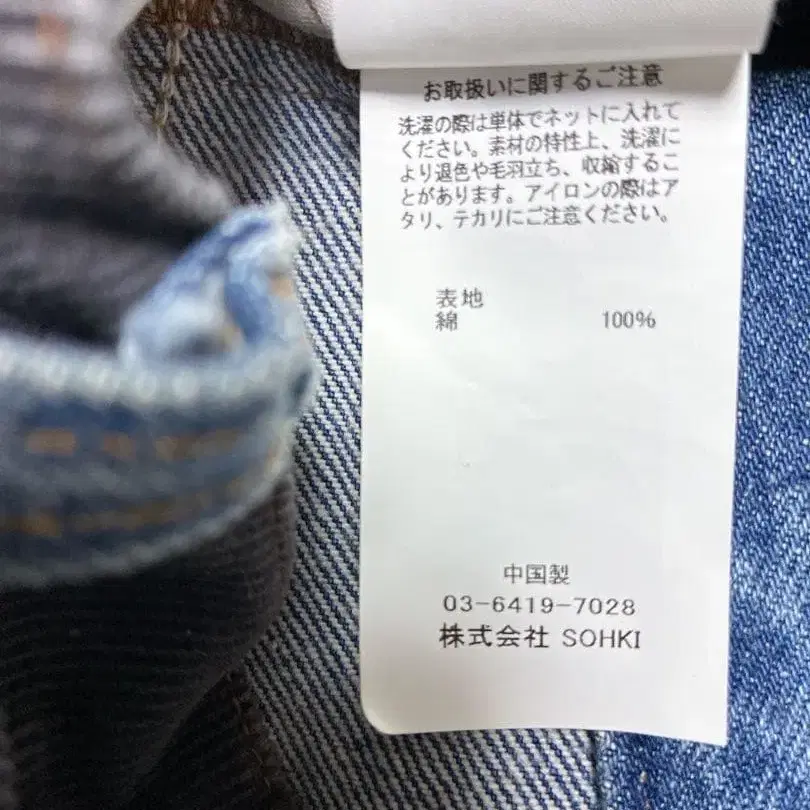 お取扱いに関するご注意
洗濯の際は単体でネットに入れて
ください。素材の特性上、洗濯に
より退色や毛羽立ち、収縮するこ
とがあります。アイロンの際はア
タリ、テカリにご注意ください。
表地
綿 100%
中国製
03-6419-7028
株式会社 SOHKI